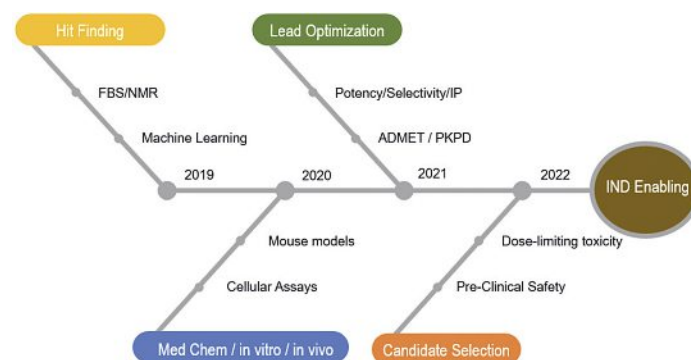 Hit Finding
Lead Optimization
FBS/NMR
Potency/Selectivity/IP
Machine Learning
ADMET / PKPD
2019
2020
2021
2022
IND Enabling
Mouse models
Dose-limiting toxicity
Cellular Assays
Pre-Clinical Safety
Med Chem / in vitro / in vivo
Candidate Selection